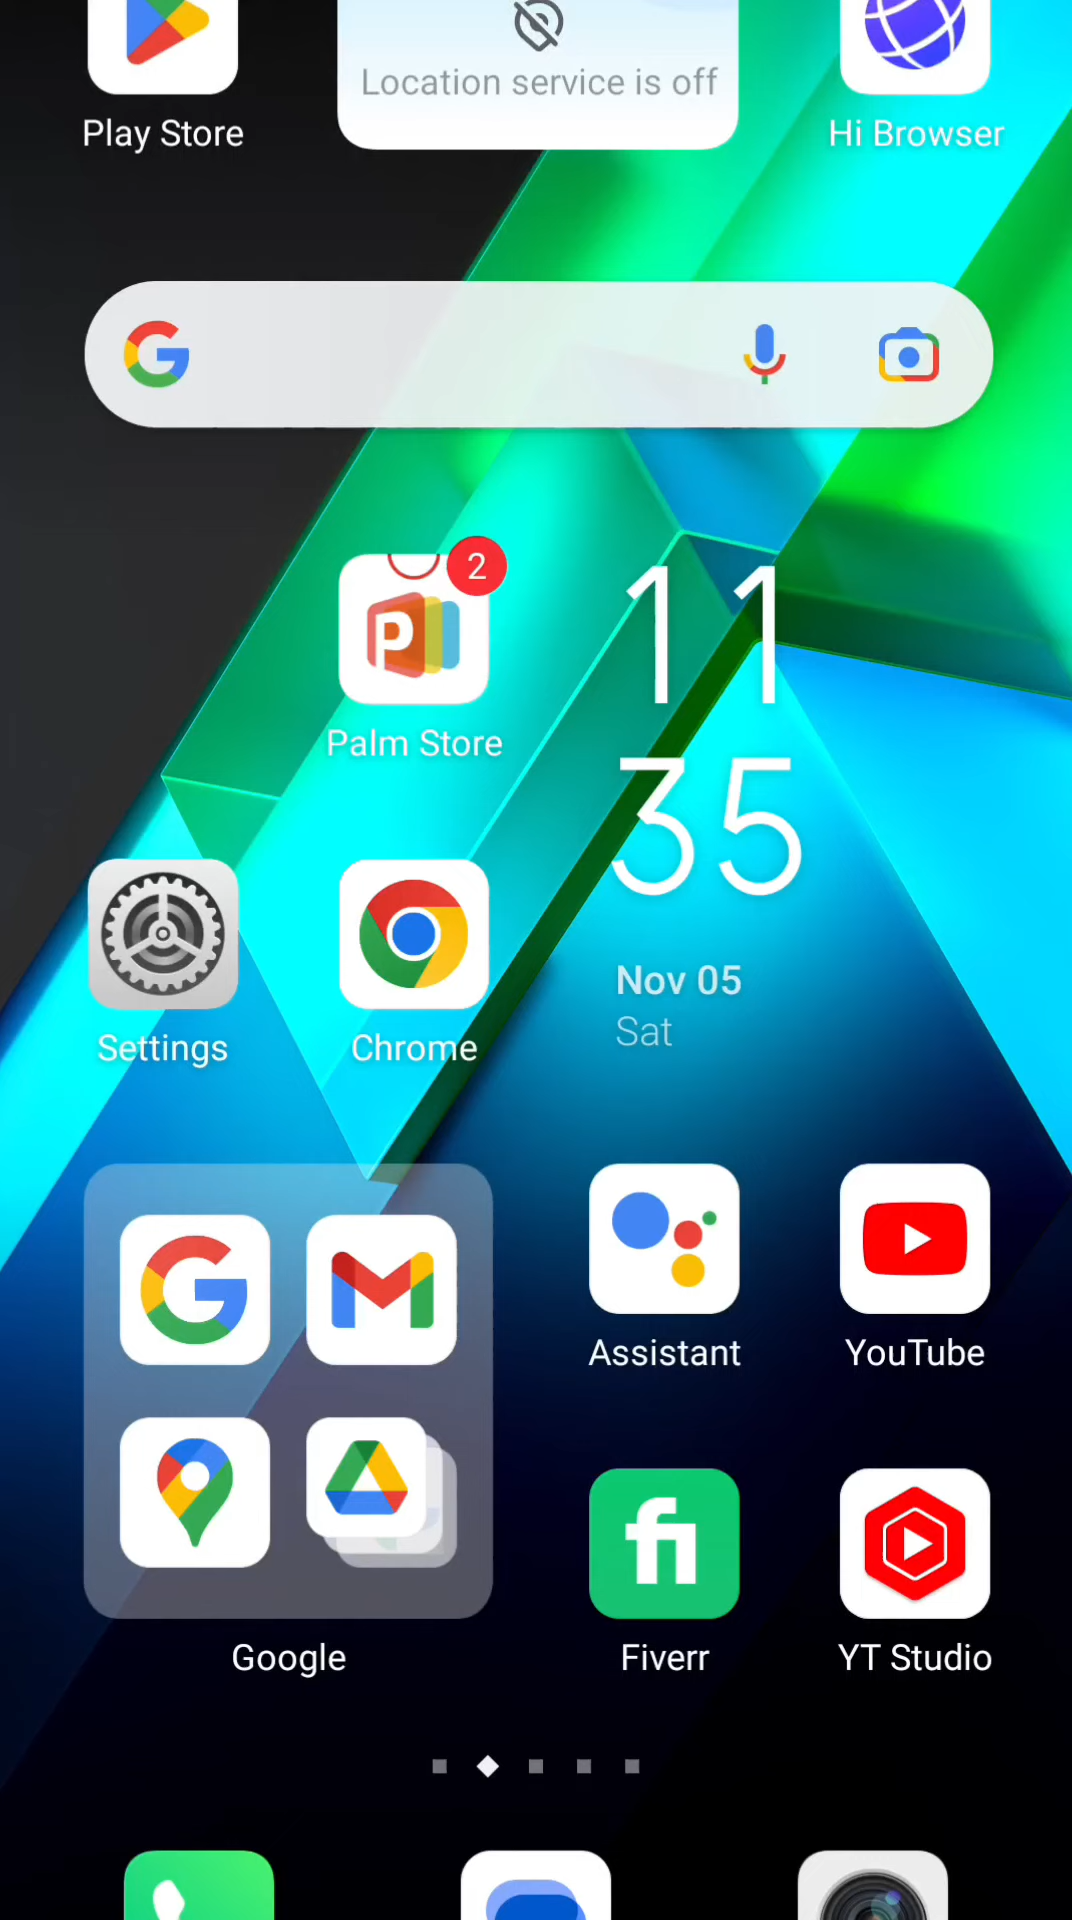 Location service is off
Play Store
Hi Browser
2
Palm Store
11
35
Nov 05
Sat
Settings
Chrome
Assistant
YouTube
Google
Fiverr
YT Studio